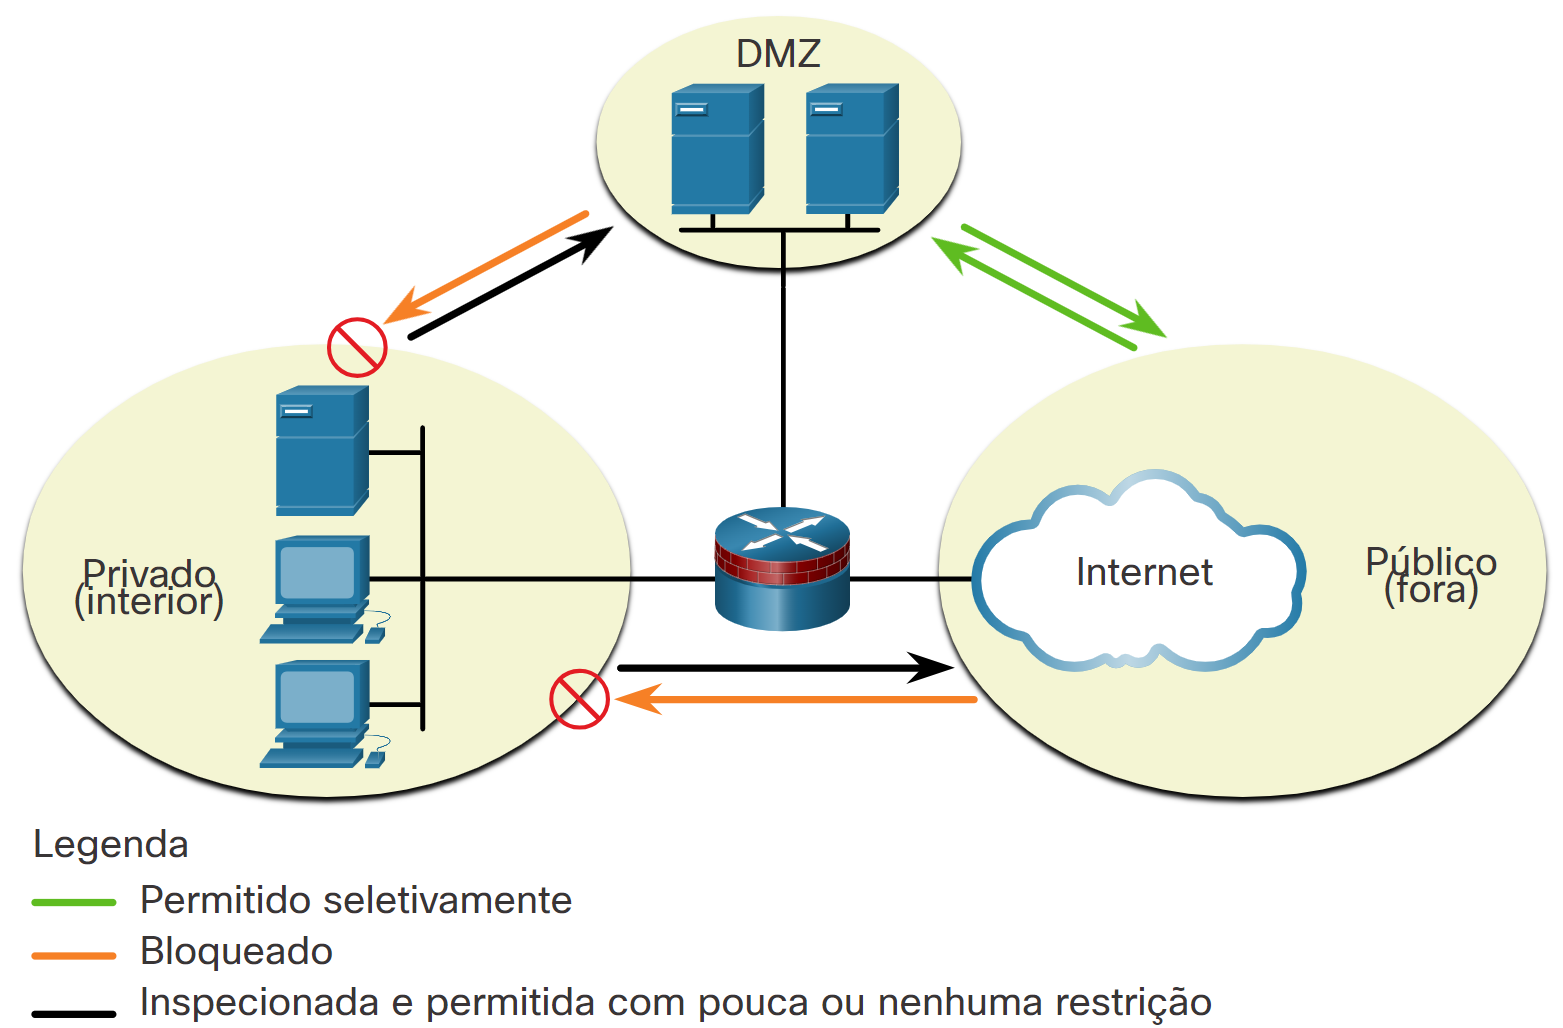 DMZ
Privado
(interior)
Internet
Público
(fora)
Legenda
Permitido seletivamente
Bloqueado
Inspecionada e permitida com pouca ou nenhuma restrição